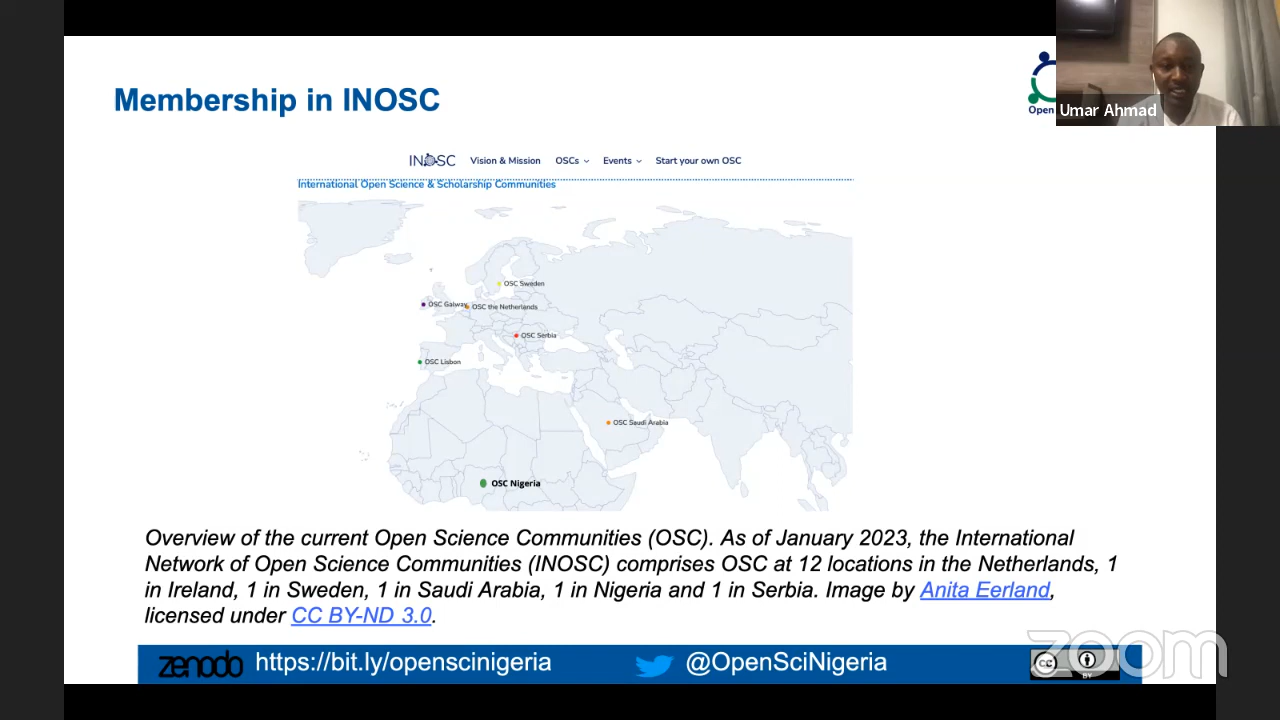 Membership in INOSC
Open
Umar Ahmad
INOSC Vision & Mission OSCs Events Start your own OSC
International Open Science & Scholarship Communities
OSC Sweden
OSC Galway
OSC the Netherlands
OSC Serbia
OSC Lisbon
OSC Saudi Arabia
OSC Nigeria
Overview of the current Open Science Communities (OSC). As of January 2023, the International
Network of Open Science Communities (INOSC) comprises OSC at 12 locations in the Netherlands, 1
in Ireland, 1 in Sweden, 1 in Saudi Arabia, 1 in Nigeria and 1 in Serbia. Image by Anita Eerland,
licensed under CC BY-ND 3.0.
zenodo https://bit.ly/openscinigeria @OpenSciNigeria
cc BY
zoom